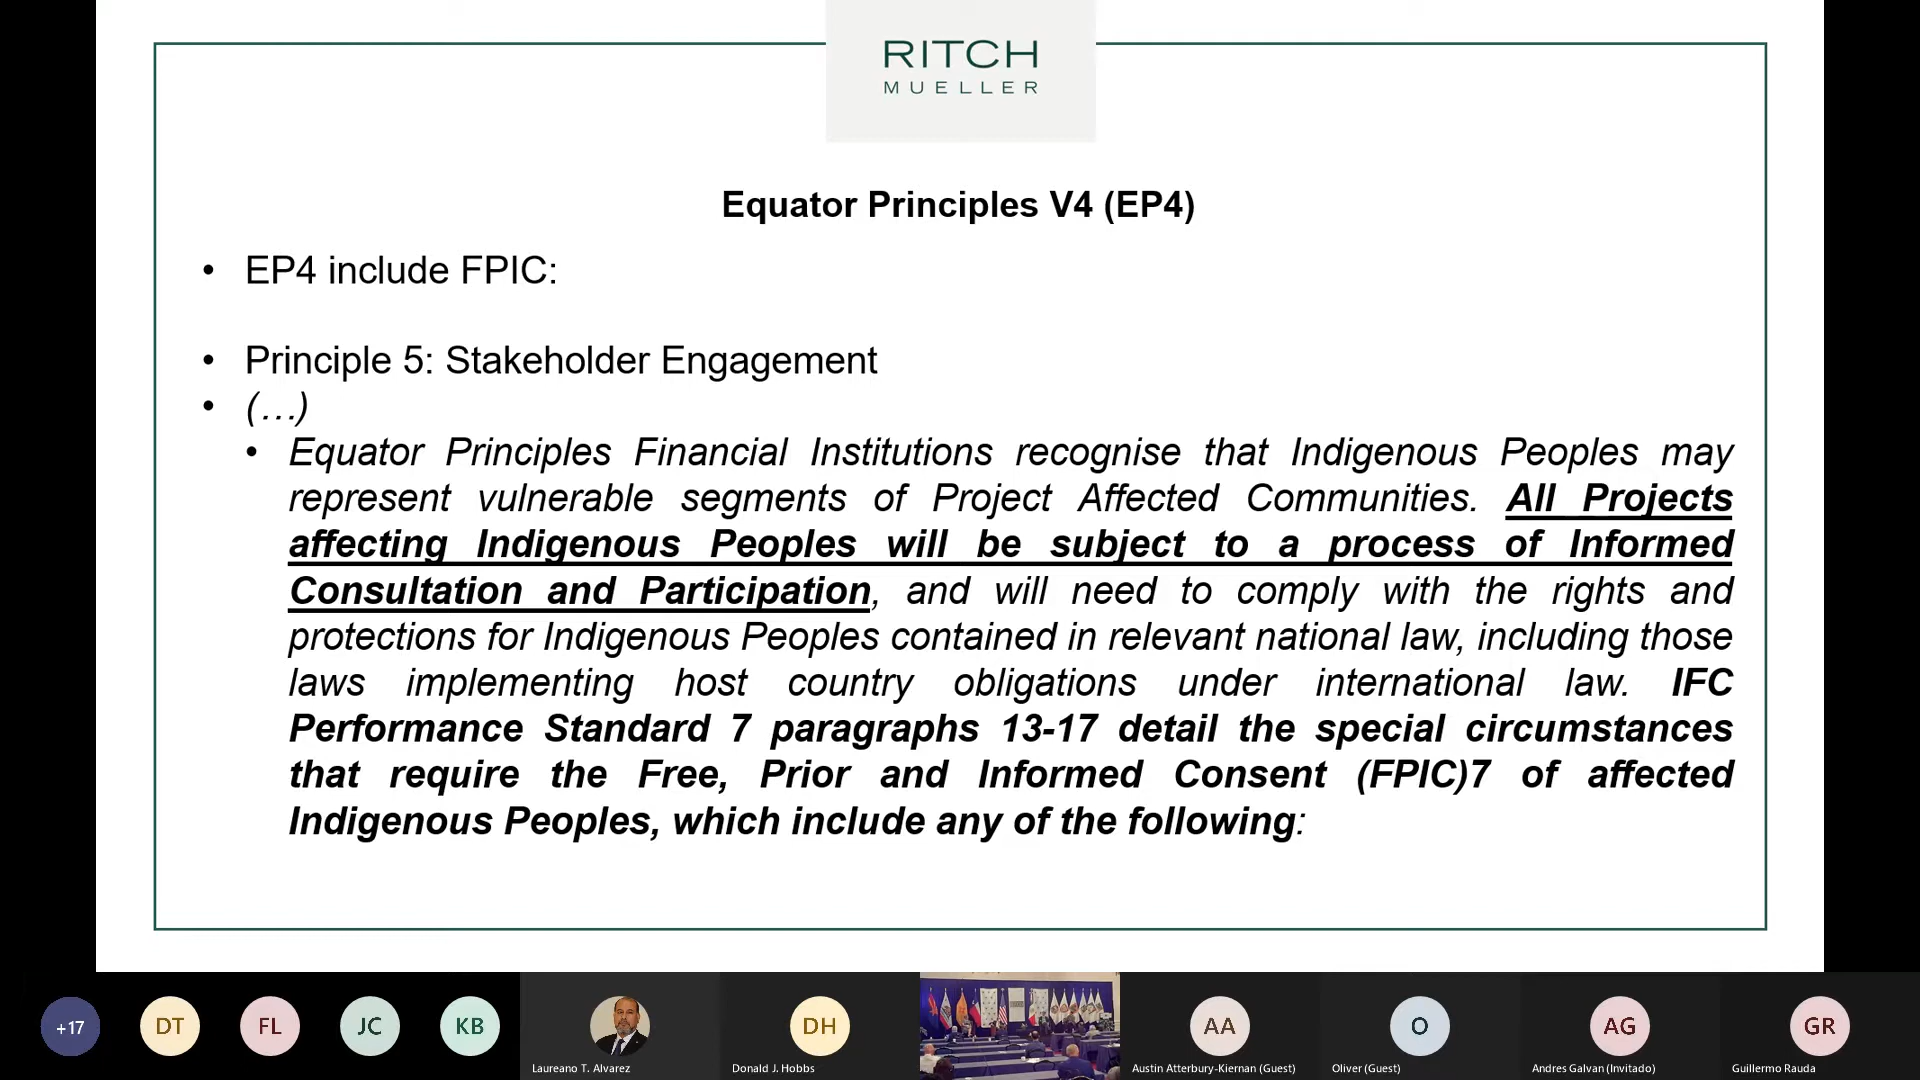 RITCH
MUELLER
Equator Principles V4 (EP4)
• EP4 include FPIC:
• Principle 5: Stakeholder Engagement
• (…)
• Equator Principles Financial Institutions recognise that Indigenous Peoples may
represent vulnerable segments of Project Affected Communities. All Projects
affecting Indigenous Peoples will be subject to a process of Informed
Consultation and Participation, and will need to comply with the rights and
protections for Indigenous Peoples contained in relevant national law, including those
laws implementing host country obligations under international law. IFC
Performance Standard 7 paragraphs 13-17 detail the special circumstances
that require the Free, Prior and Informed Consent (FPIC)7 of affected
Indigenous Peoples, which include any of the following:
+17
DT
FL
JC
KB
Laureano T. Alvarez
DH
Donald J. Hobbs
AA
Austin Atterbury-Kiernan (Guest)
O
Oliver (Guest)
AG
Andres Galvan (Invitado)
GR
Guillermo Rauda